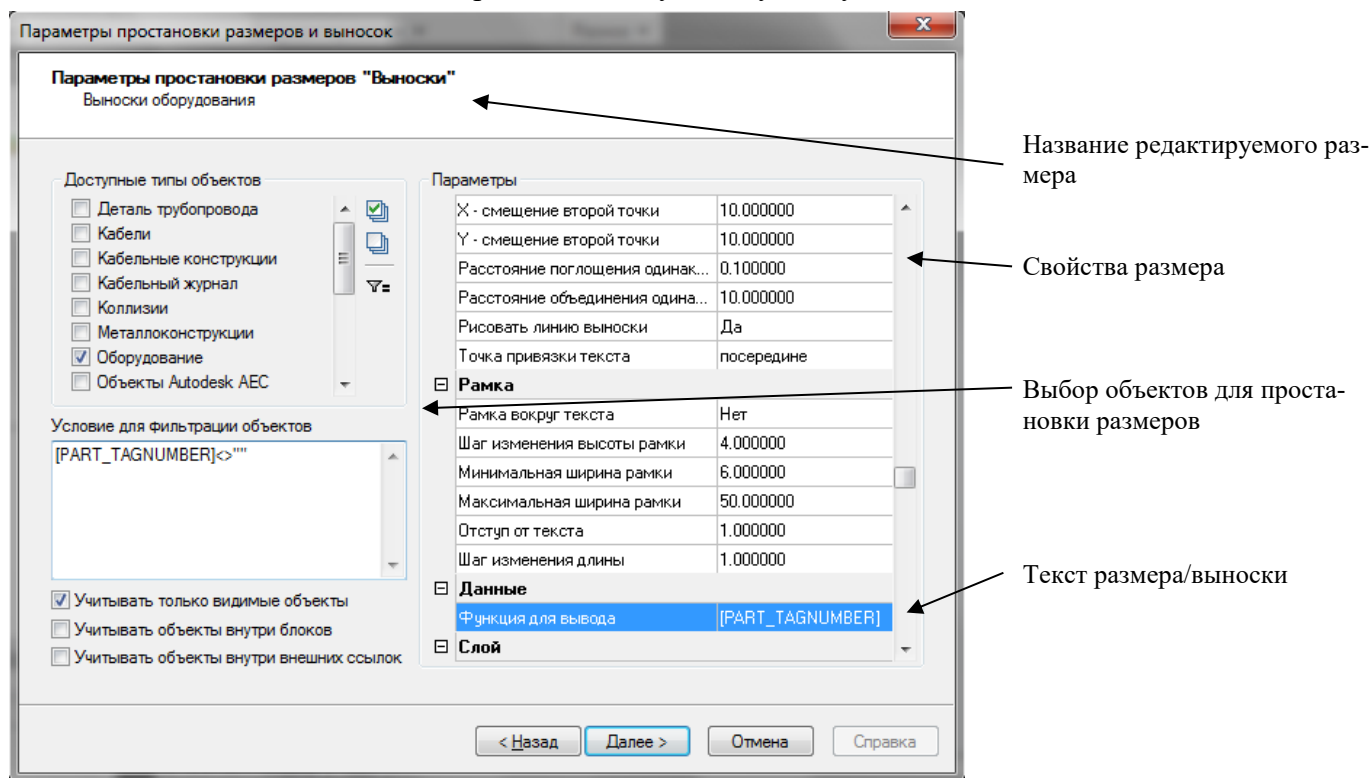 Параметры простановки размеров и выносок
Параметры простановки размеров "Выноски"
Выноски оборудования
Название редактируемого раз-
мера
Доступные типы объектов
Деталь трубопровода
Кабели
Кабельные конструкции
Кабельный журнал
Коллизии
Металлоконструкции
Оборудование
Объекты Autodesk AEC
Условие для фильтрации объектов
[PART_TAGNUMBER]<>""
Учитывать только видимые объекты
Учитывать объекты внутри блоков
Учитывать объекты внутри внешних ссылок
Параметры
X - смещение второй точки 10.000000
Y - смещение второй точки 10.000000
Расстояние поглощения одинак... 0.100000
Расстояние объединения одина... 10.000000
Рисовать линию выноски Да
Точка привязки текста посередине
Рамка
Рамка вокруг текста Нет
Шаг изменения высоты рамки 4.000000
Минимальная ширина рамки 6.000000
Максимальная ширина рамки 50.000000
Отступ от текста 1.000000
Шаг изменения длины 1.000000
Данные
Функция для вывода [PART_TAGNUMBER]
Слой
Свойства размера
Выбор объектов для проста-
новки размеров
Текст размера/выноски
< Назад Далее > Отмена Справка